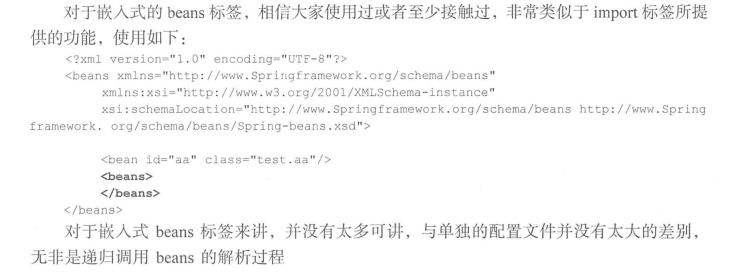 对于嵌入式的 beans 标签，相信大家使用过或者至少接触过，非常类似于 import 标签所提
供的功能，使用如下：
<?xml version="1.0" encoding="UTF-8"?>
<beans xmlns="http://www.Springframework.org/schema/beans"
xmlns:xsi="http://www.w3.org/2001/XMLSchema-instance"
xsi:schemaLocation="http://www.Springframework.org/schema/beans http://www.Spring
framework. org/schema/beans/Spring-beans.xsd">
<bean id="aa" class="test.aa"/>
<beans>
</beans>
</beans>
对于嵌入式 beans 标签来讲，并没有太多可讲，与单独的配置文件并没有太大的差别，
无非是递归调用 beans 的解析过程